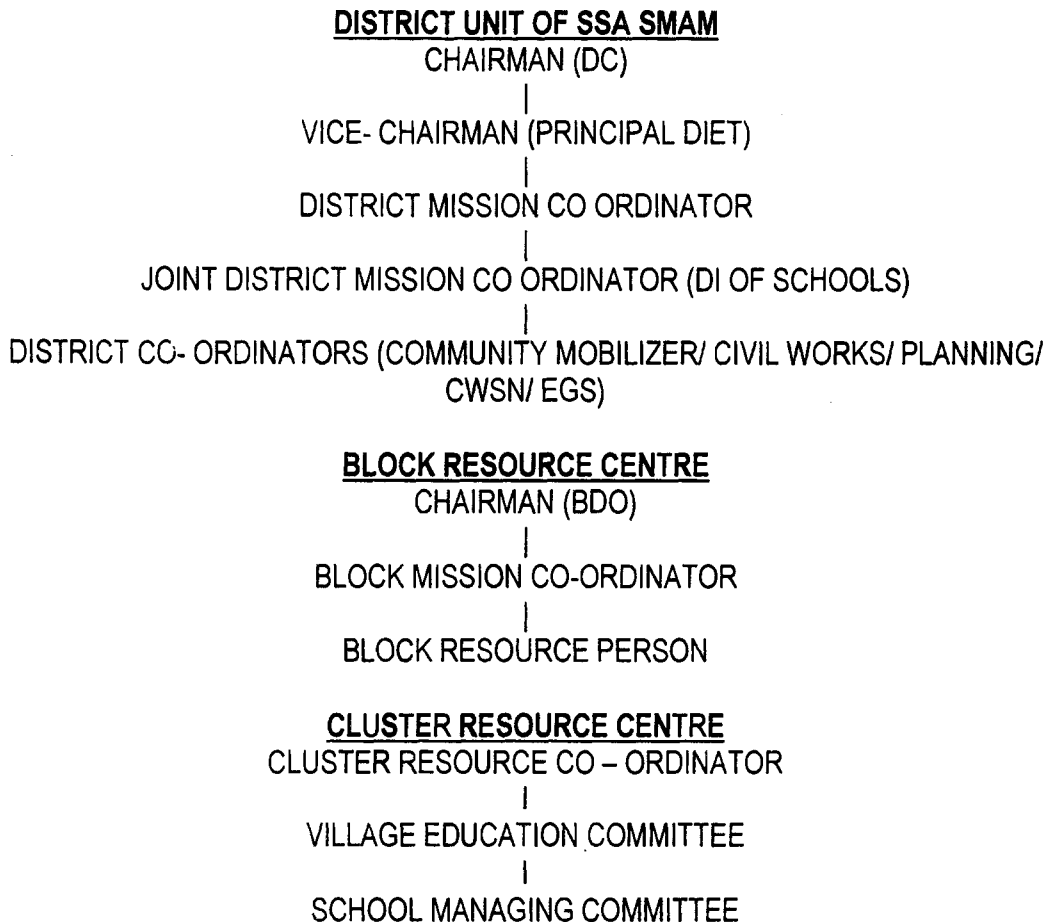 DISTRICT UNIT OF SSA SMAM
CHAIRMAN (DC)
VICE- CHAIRMAN (PRINCIPAL DIET)
DISTRICT MISSION CO ORDINATOR
JOINT DISTRICT MISSION CO ORDINATOR (DI OF SCHOOLS)
DISTRICT CO- ORDINATORS (COMMUNITY MOBILIZER/ CIVIL WORKS/ PLANNING/
CWSN/ EGS)
BLOCK RESOURCE CENTRE
CHAIRMAN (BDO)
BLOCK MISSION CO-ORDINATOR
BLOCK RESOURCE PERSON
CLUSTER RESOURCE CENTRE
CLUSTER RESOURCE CO – ORDINATOR
VILLAGE EDUCATION COMMITTEE
SCHOOL MANAGING COMMITTEE